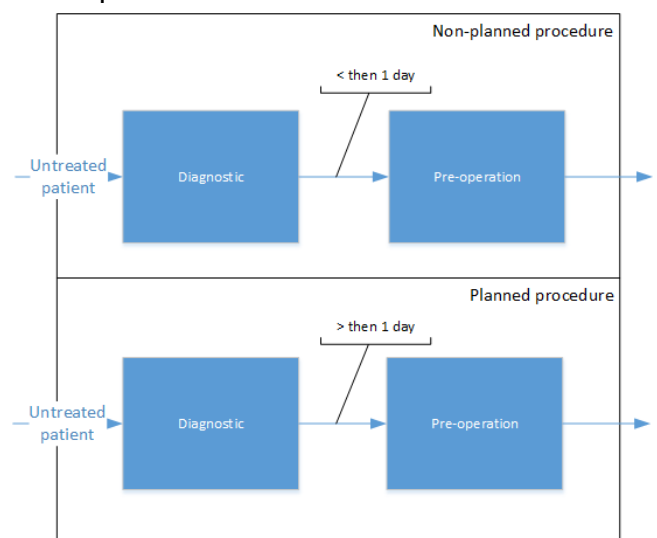 Non-planned procedure
< then 1 day
Untreated
patient
Diagnostic
Pre-operation
Planned procedure
> then 1 day
Untreated
patient
Diagnostic
Pre-operation